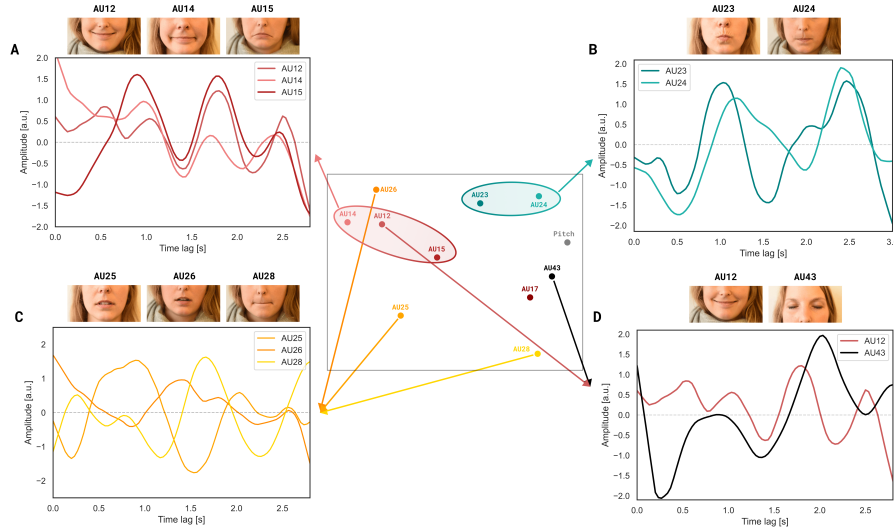 AU12 AU14 AU15
A
Amplitude [a.u.]
2.0
1.5
1.0
0.5
0.0
−0.5
−1.0
−1.5
−2.0
AU12
AU14
AU15
0.0 0.5 1.0 1.5 2.0 2.5
Time lag [s]
AU23 AU24
B
Amplitude [a.u.]
2.0
1.5
1.0
0.5
0.0
−0.5
−1.0
−1.5
−2.0
AU23
AU24
0.0 0.5 1.0 1.5 2.0 2.5 3.
Time lag [s]
AU26
AU23
AU24
AU14
AU12
AU15
Pitch
AU43
AU17
AU25
AU28
AU25 AU26 AU28
C
Amplitude [a.u.]
2
1
0
−1
−2
AU25
AU26
AU28
0.0 0.5 1.0 1.5 2.0 2.5
Time lag [s]
AU12 AU43
D
Amplitude [a.u.]
2.0
1.5
1.0
0.5
0.0
−0.5
−1.0
−1.5
−2.0
AU12
AU43
0.0 0.5 1.0 1.5 2.0 2.5
Time lag [s]